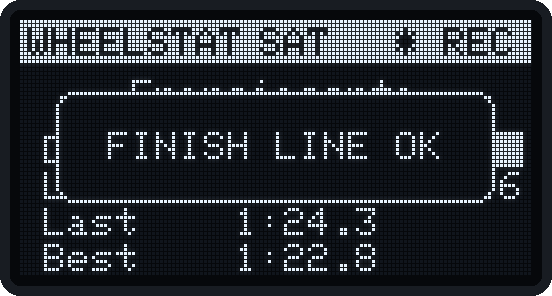 WHEELSTAT SAT * REC
FINISH LINE OK
6
Last 1:24.3
Best 1:22.8